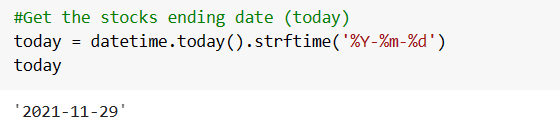 #Get the stocks ending date (today)
today = datetime.today().strftime('%Y-%m-%d')
today
'2021-11-29'